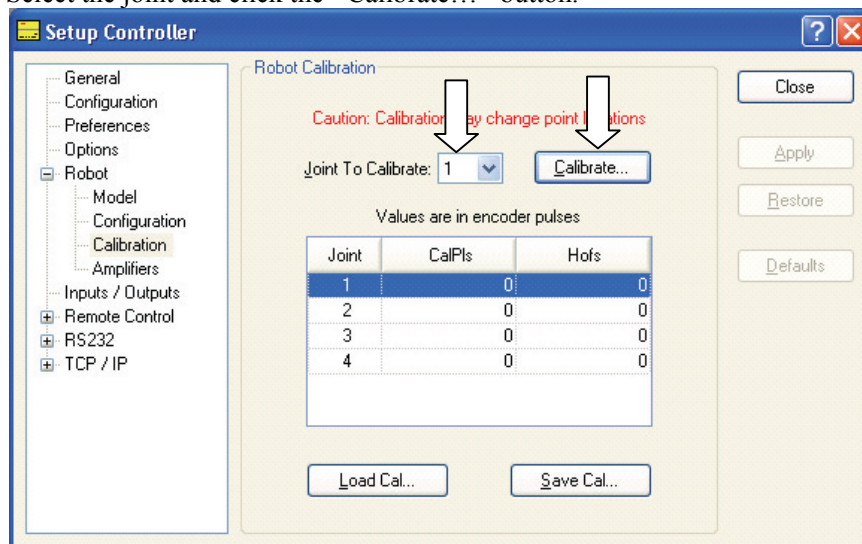 Select the joint and click the "Calibrate..." button.
Setup Controller
General
Configuration
Preferences
Options
Robot
Model
Configuration
Calibration
Amplifiers
Inputs / Outputs
Remote Control
RS232
TCP / IP
Robot Calibration
Caution: Calibration may change point locations
Joint To Calibrate: 1 Calibrate...
Values are in encoder pulses
Joint CalPls Hofs
1 0 0
2 0 0
3 0 0
4 0 0
Load Cal... Save Cal...
Close
Apply
Restore
Defaults